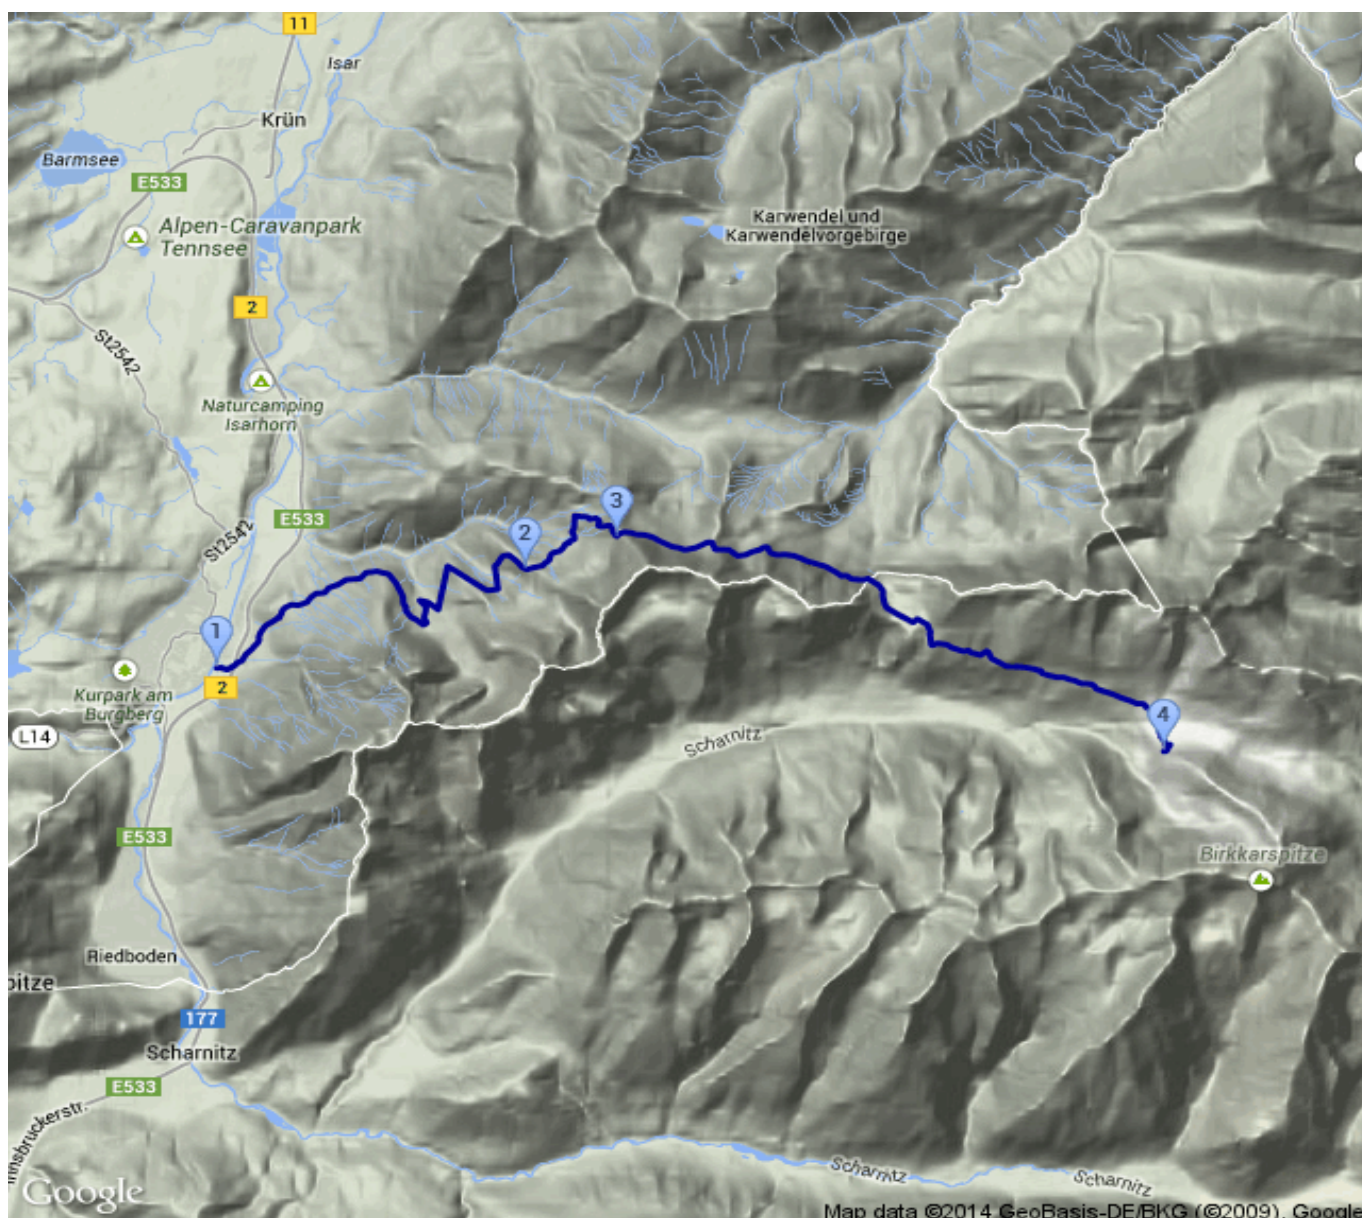 11
Isar
Krün
Barmsee
E533
Alpen-Caravanpark
Tennsee
Karwendel und
Karwendelvorgebirge
2
St2542
Naturcamping
Isarhorn
3
E533
2
St2542
1
Kurpark am
Burgberg
2
L14
4
Scharnitz
E533
Birkkarspitze
Riedboden
pitze
177
Scharnitz
E533
nnsbruckerstr.
Scharnitz
Scharnitz
Google
Map data ©2014 GeoBasis-DE/BKG (©2009), Google